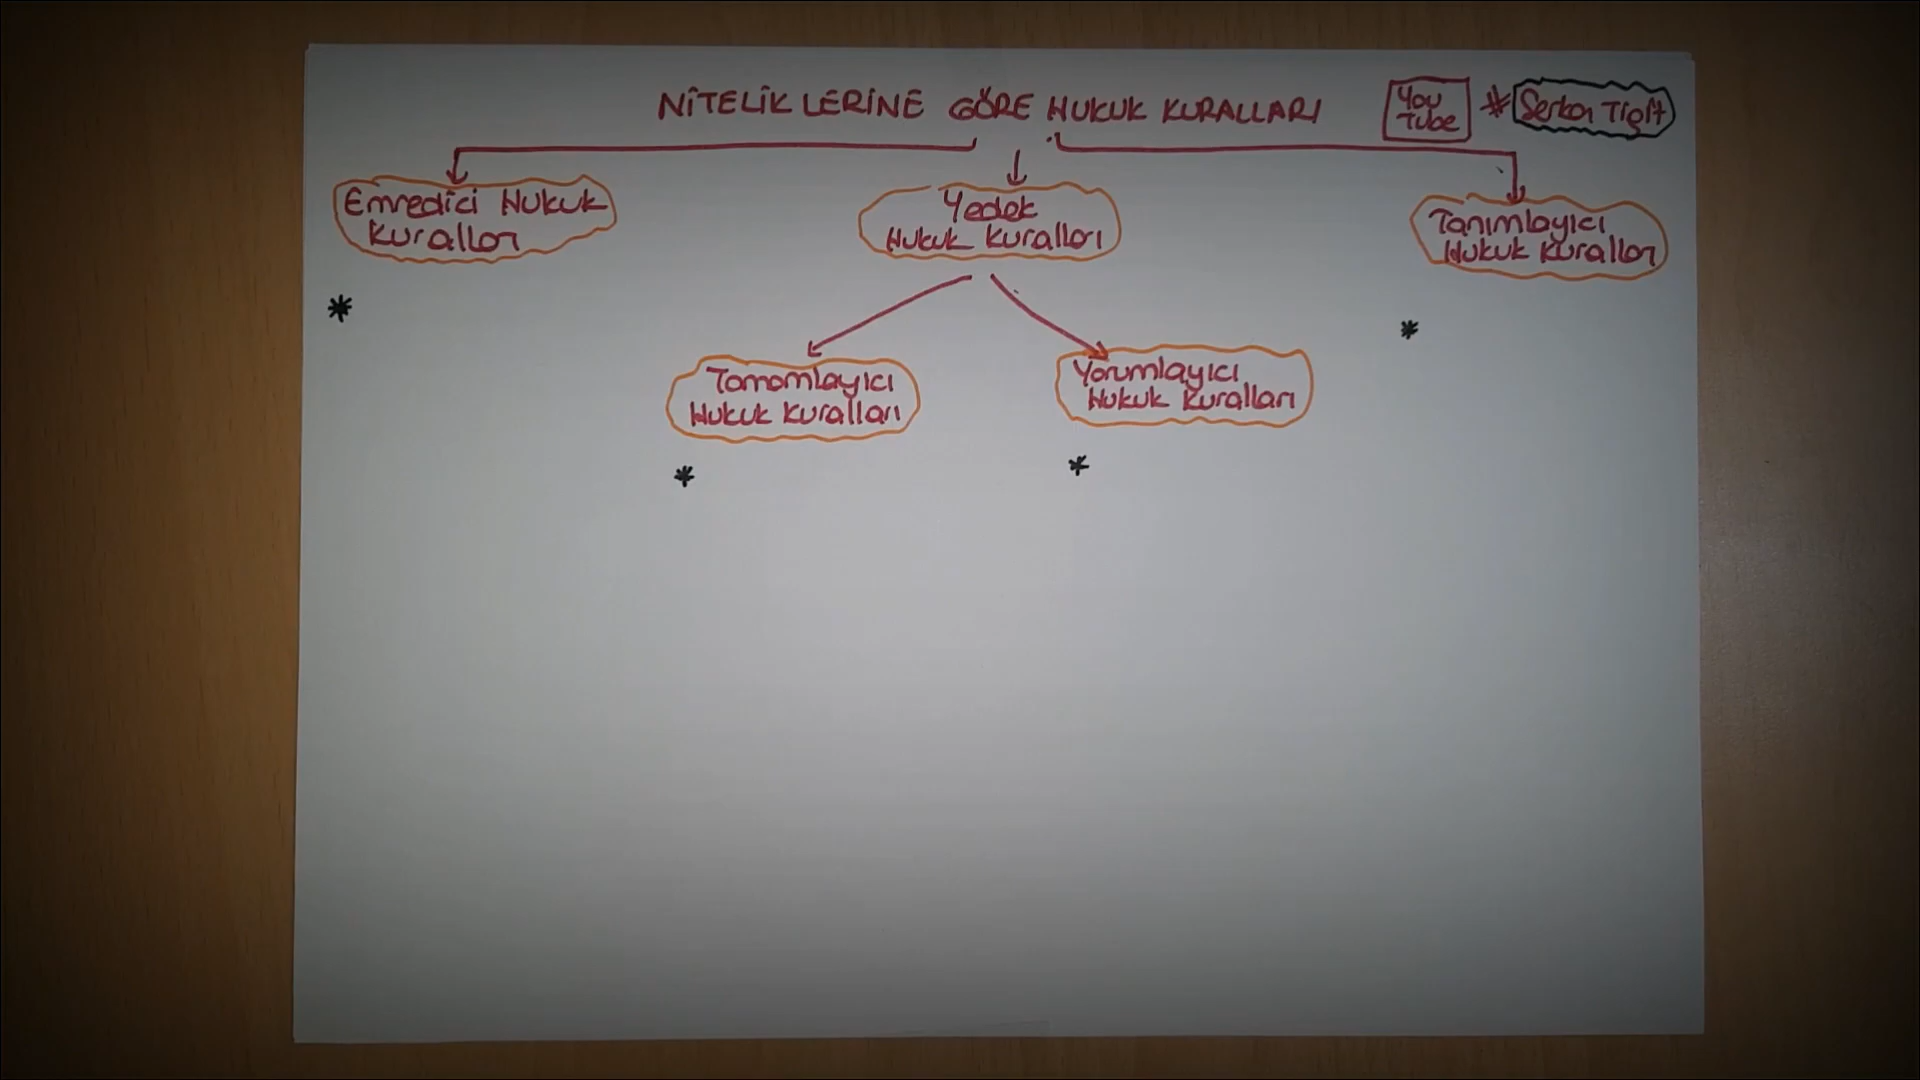 NİTELİKLERİNE GÖRE HUKUK KURALLARI
You Tube
* Serkan Tigit
Emredici Hukuk
Kuralları
Yedek
Hukuk Kuralları
Tanımlayıcı
Hukuk Kuralları
*
*
Tamamlayıcı
Hukuk Kuralları
Yorumlayıcı
Hukuk Kuralları
*
*